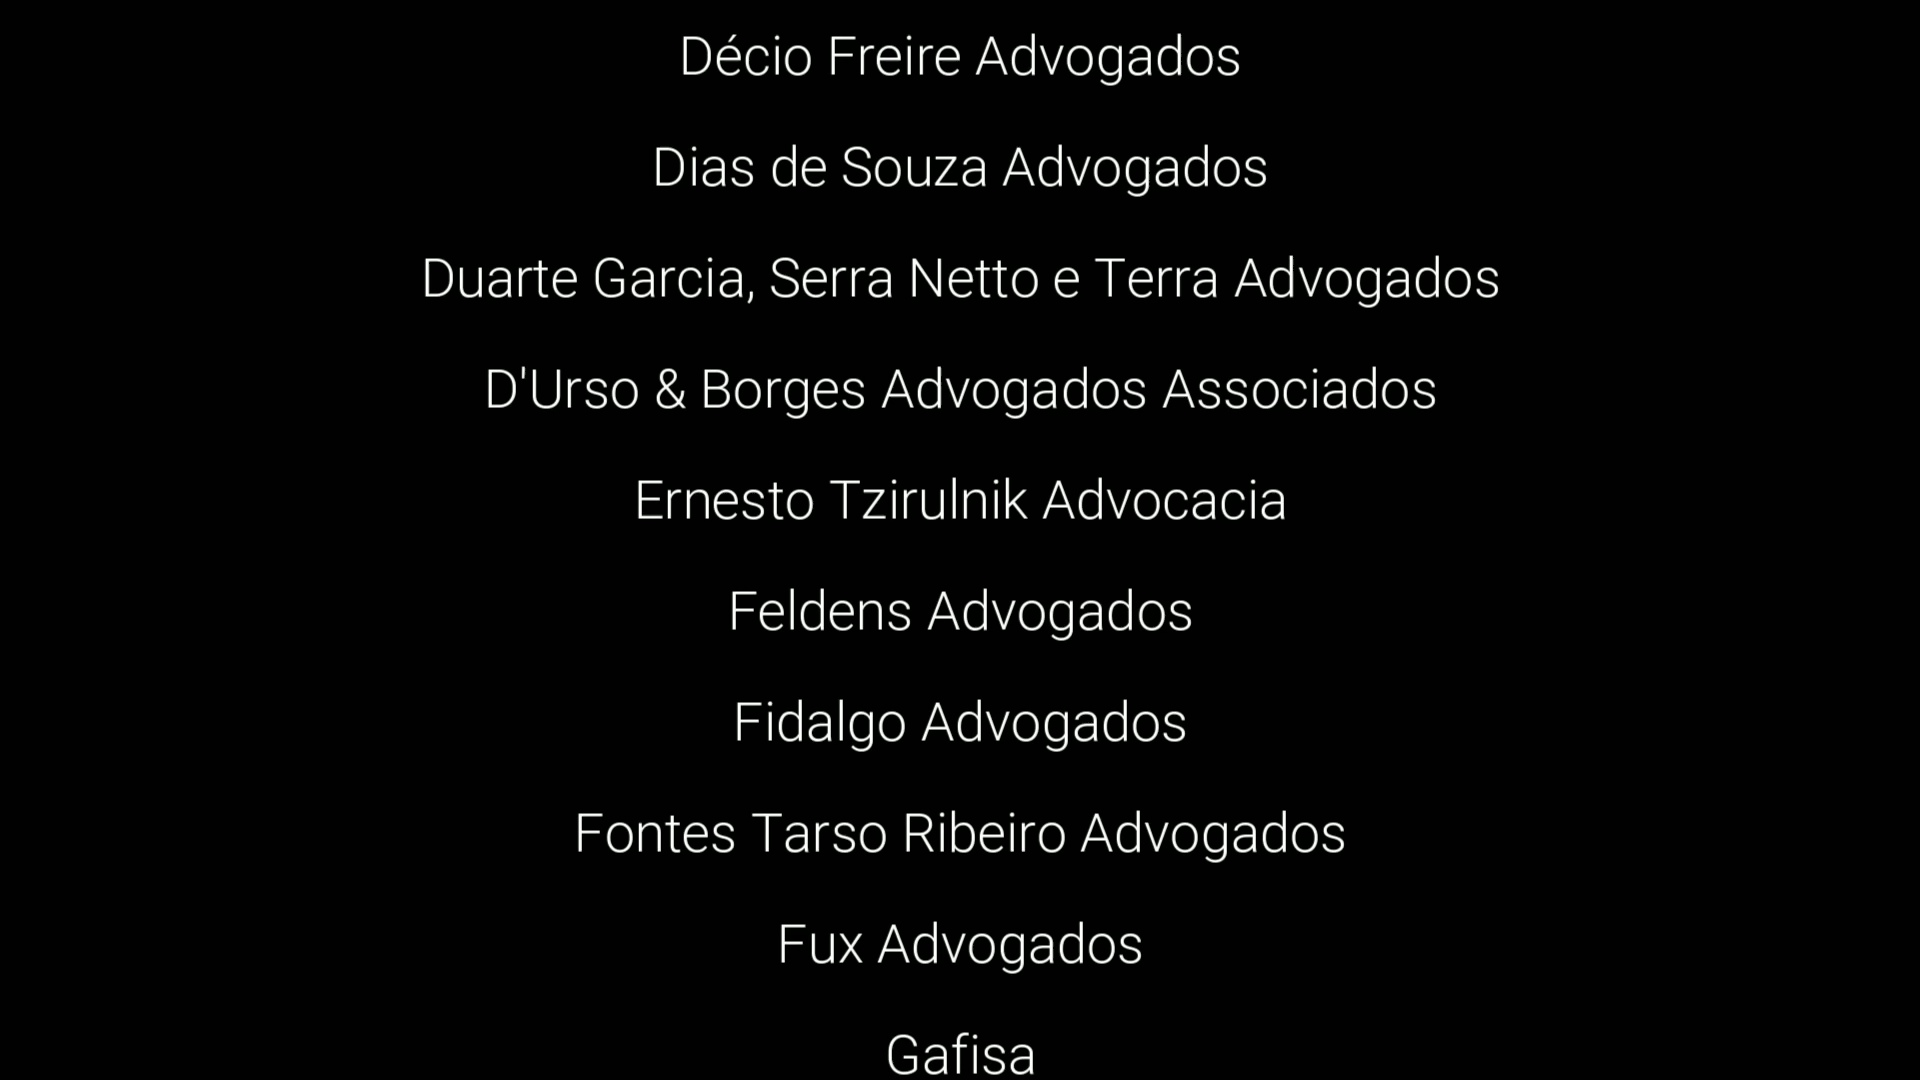 Décio Freire Advogados
Dias de Souza Advogados
Duarte Garcia, Serra Netto e Terra Advogados
D'Urso & Borges Advogados Associados
Ernesto Tzirulnik Advocacia
Feldens Advogados
Fidalgo Advogados
Fontes Tarso Ribeiro Advogados
Fux Advogados
Gafisa